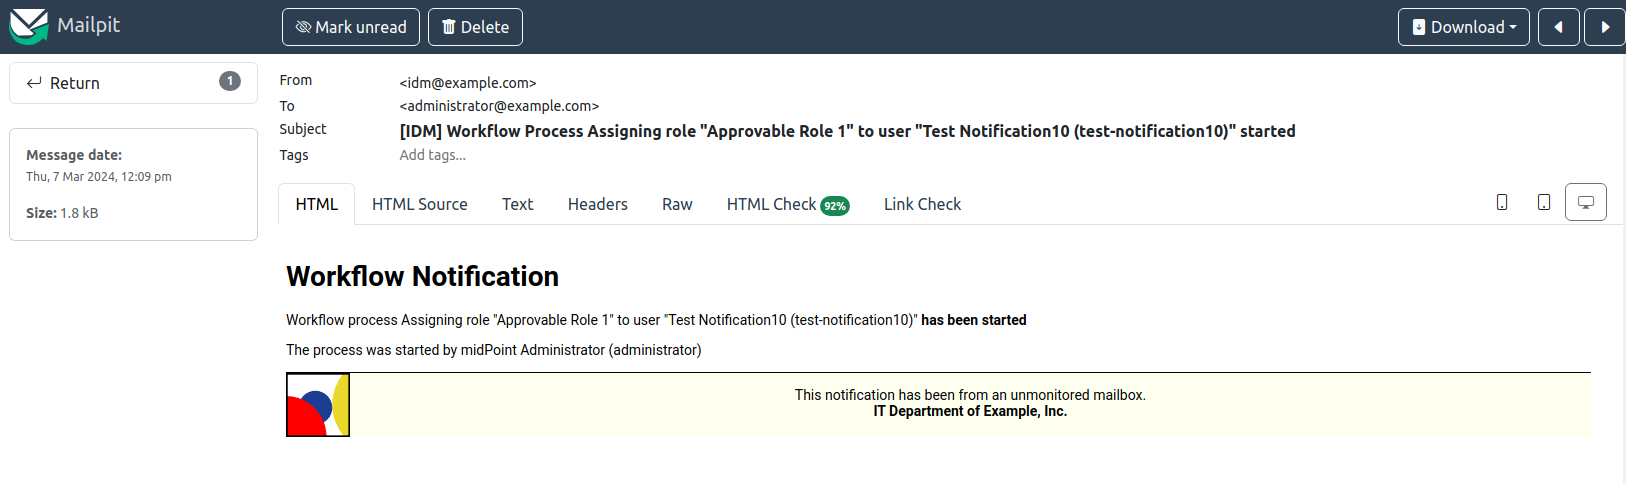 Mailpit
Mark unread
Delete
Download
Return 1
Message date:
Thu, 7 Mar 2024, 12:09 pm
Size: 1.8 kB
From <idm@example.com>
To <administrator@example.com>
Subject [IDM] Workflow Process Assigning role "Approvable Role 1" to user "Test Notification10 (test-notification10)" started
Tags Add tags...
HTML HTML Source Text Headers Raw HTML Check 92% Link Check
Workflow Notification
Workflow process Assigning role "Approvable Role 1" to user "Test Notification10 (test-notification10)" has been started
The process was started by midPoint Administrator (administrator)
This notification has been from an unmonitored mailbox.
IT Department of Example, Inc.